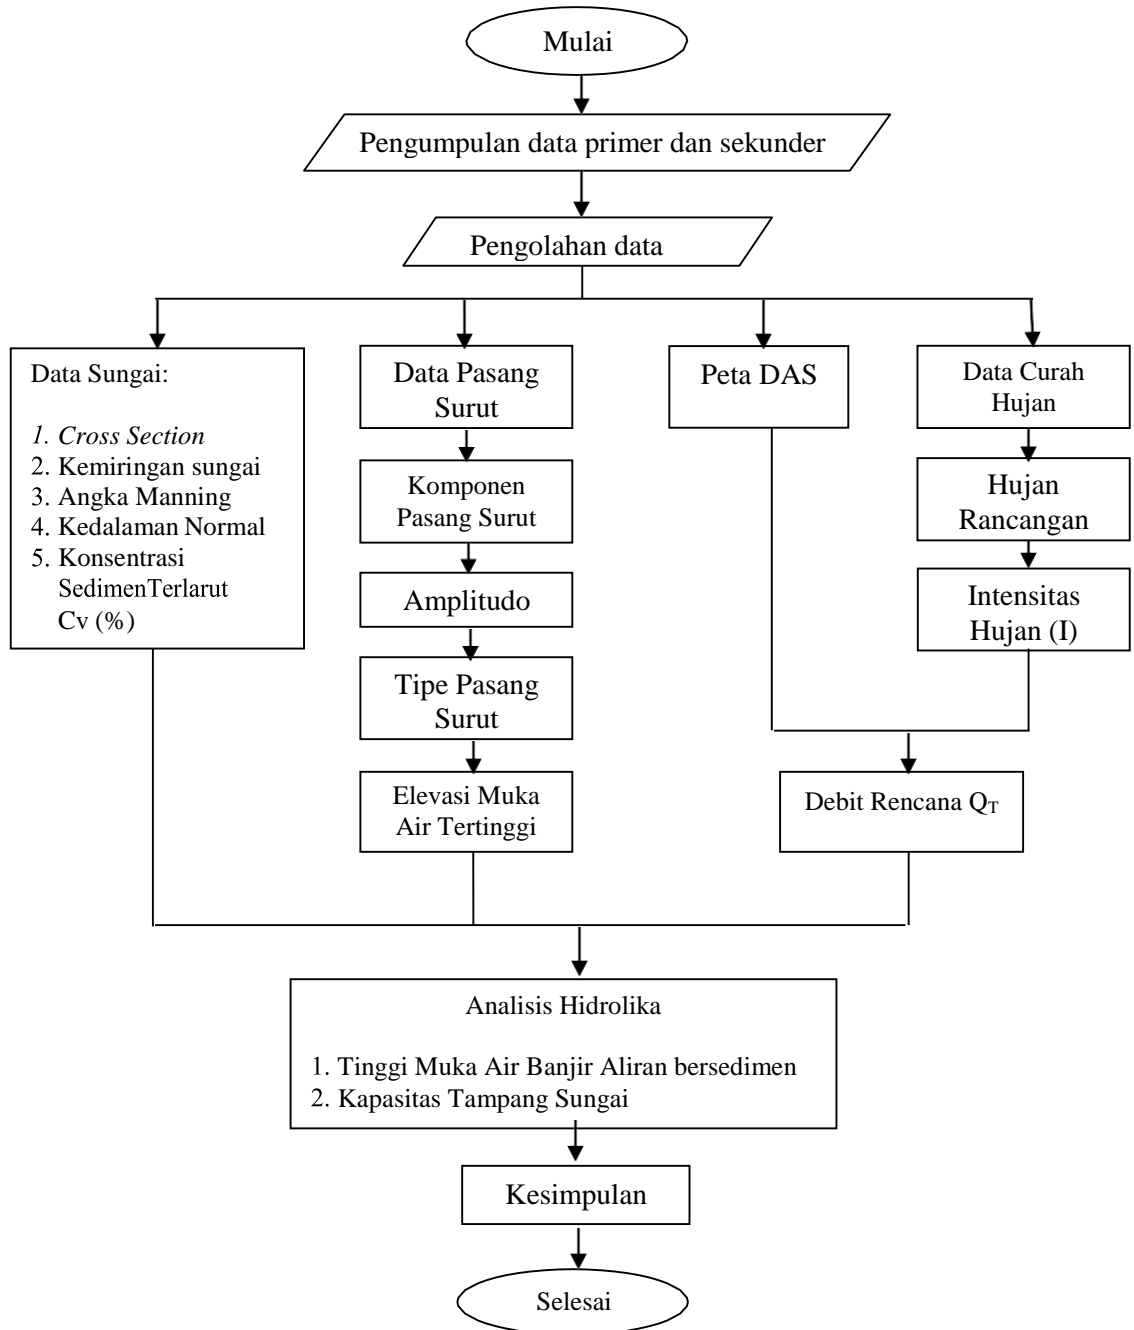 Mulai
Pengumpulan data primer dan sekunder
Pengolahan data
Data Sungai:
1. Cross Section
2. Kemiringan sungai
3. Angka Manning
4. Kedalaman Normal
5. Konsentrasi
SedimenTerlarut
Cv (%)
Data Pasang
Surut
Komponen
Pasang Surut
Amplitudo
Tipe Pasang
Surut
Elevasi Muka
Air Tertinggi
Peta DAS
Data Curah
Hujan
Hujan
Rancangan
Intensitas
Hujan (I)
Debit Rencana QT
Analisis Hidrolika
1. Tinggi Muka Air Banjir Aliran bersedimen
2. Kapasitas Tampang Sungai
Kesimpulan
Selesai